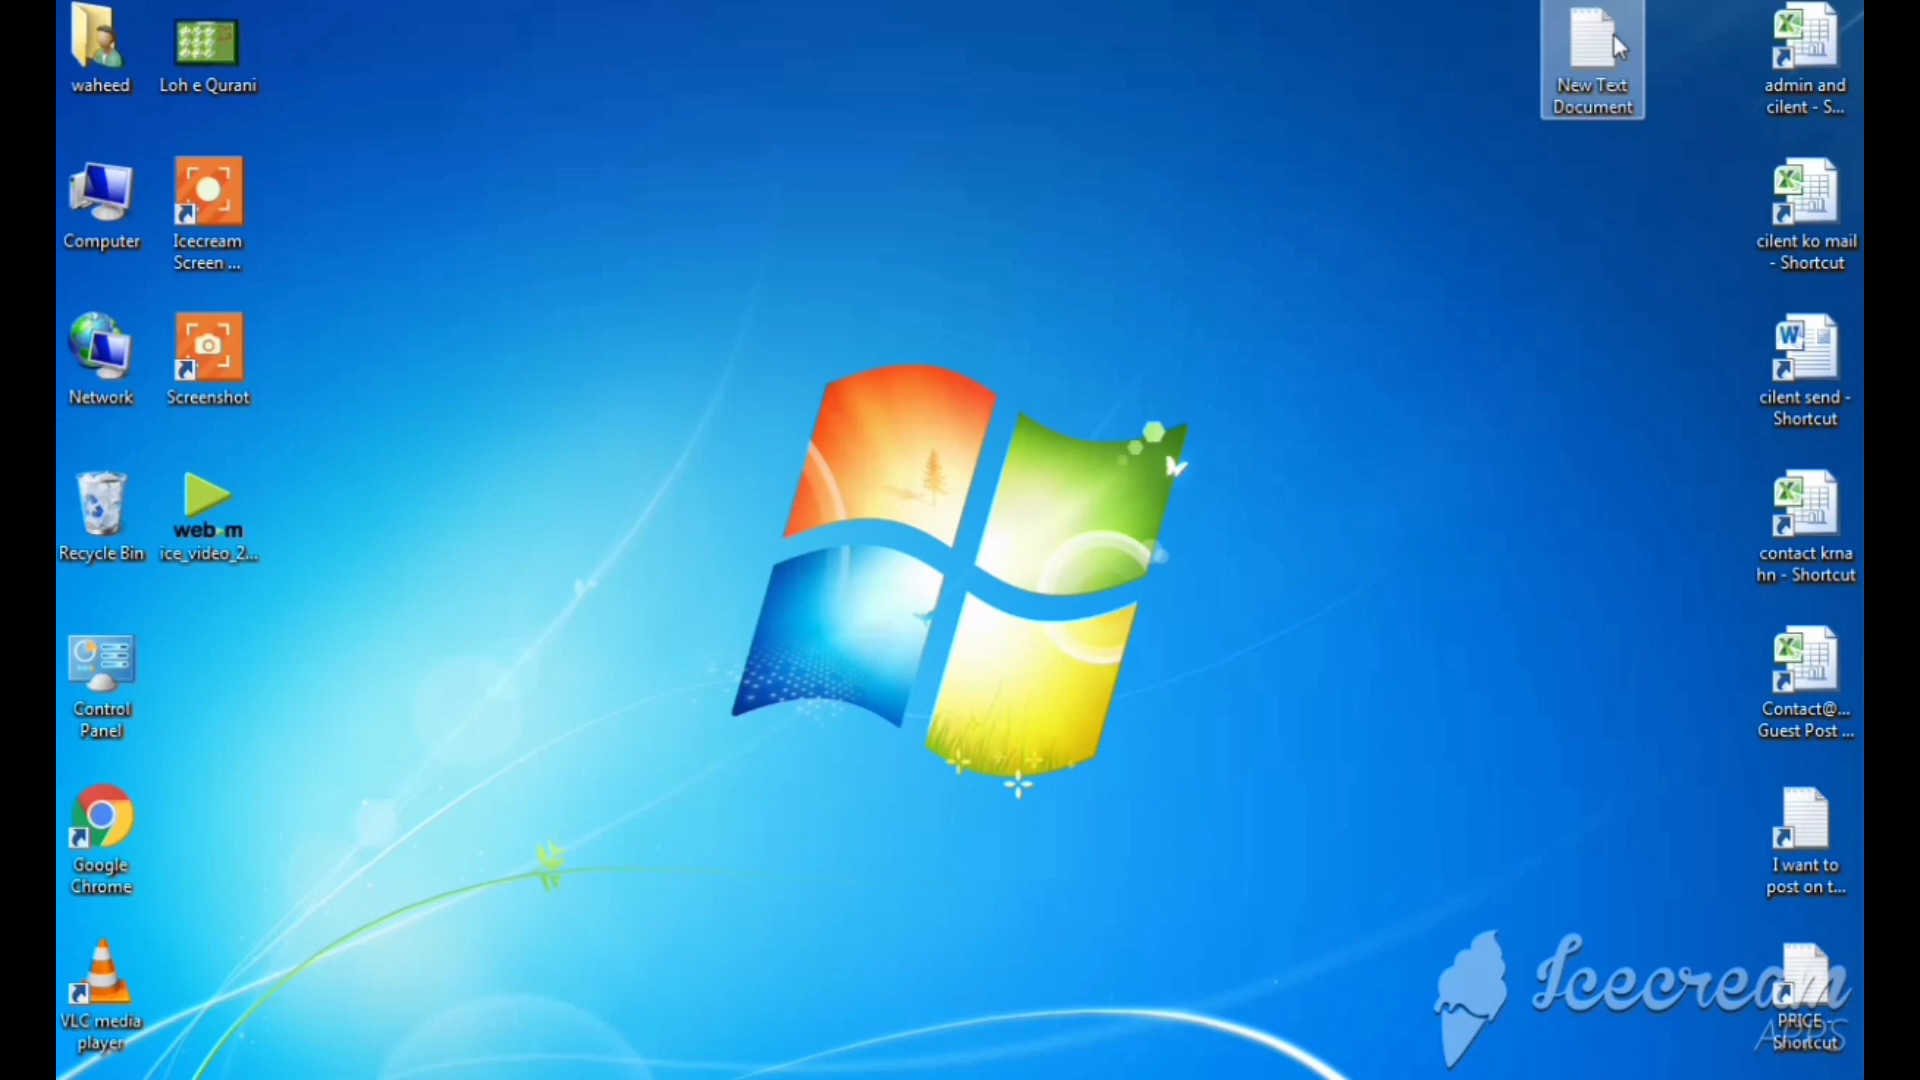 waheed
Loh e Qurani
New Text
Document
admin and
cilent - S...
Computer
Icecream
Screen ...
cilent ko mail
- Shortcut
Network
Screenshot
cilent send -
Shortcut
Recycle Bin
webm
ice_video_2...
contact krna
hn - Shortcut
Control
Panel
Contact@...
Guest Post ...
Google
Chrome
I want to
post on t...
VLC media
player
PRICE -
Shortcut
Icecream
APPS